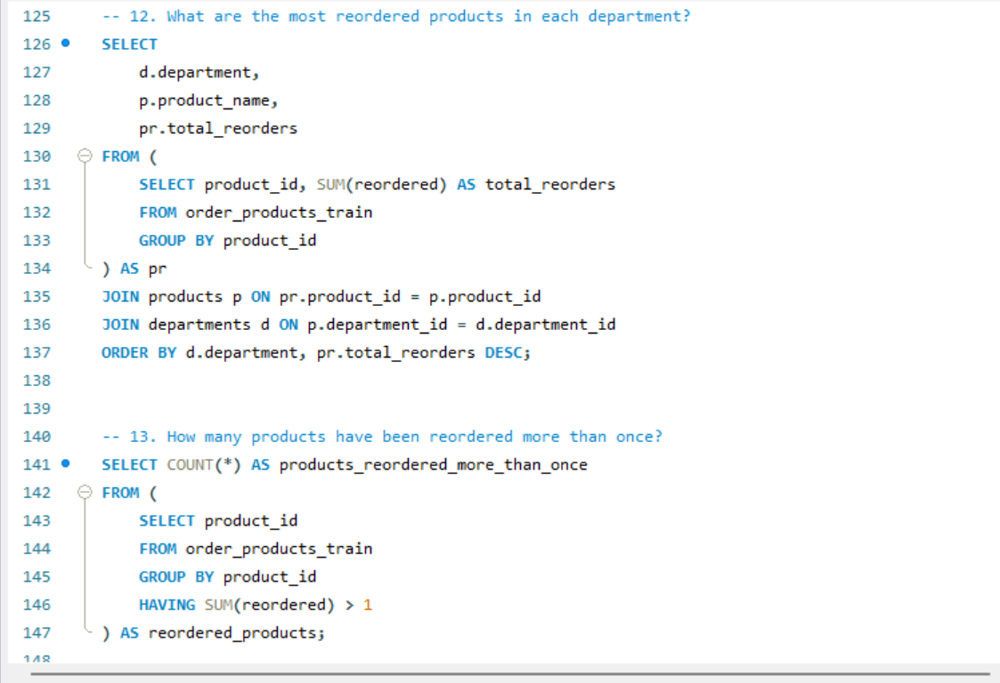 125 -- 12. What are the most reordered products in each department?
126 SELECT
127 d.department,
128 p.product_name,
129 pr.total_reorders
130 FROM (
131 SELECT product_id, SUM(reordered) AS total_reorders
132 FROM order_products_train
133 GROUP BY product_id
134 ) AS pr
135 JOIN products p ON pr.product_id = p.product_id
136 JOIN departments d ON p.department_id = d.department_id
137 ORDER BY d.department, pr.total_reorders DESC;
138
139
140 -- 13. How many products have been reordered more than once?
141 SELECT COUNT(*) AS products_reordered_more_than_once
142 FROM (
143 SELECT product_id
144 FROM order_products_train
145 GROUP BY product_id
146 HAVING SUM(reordered) > 1
147 ) AS reordered_products;
148